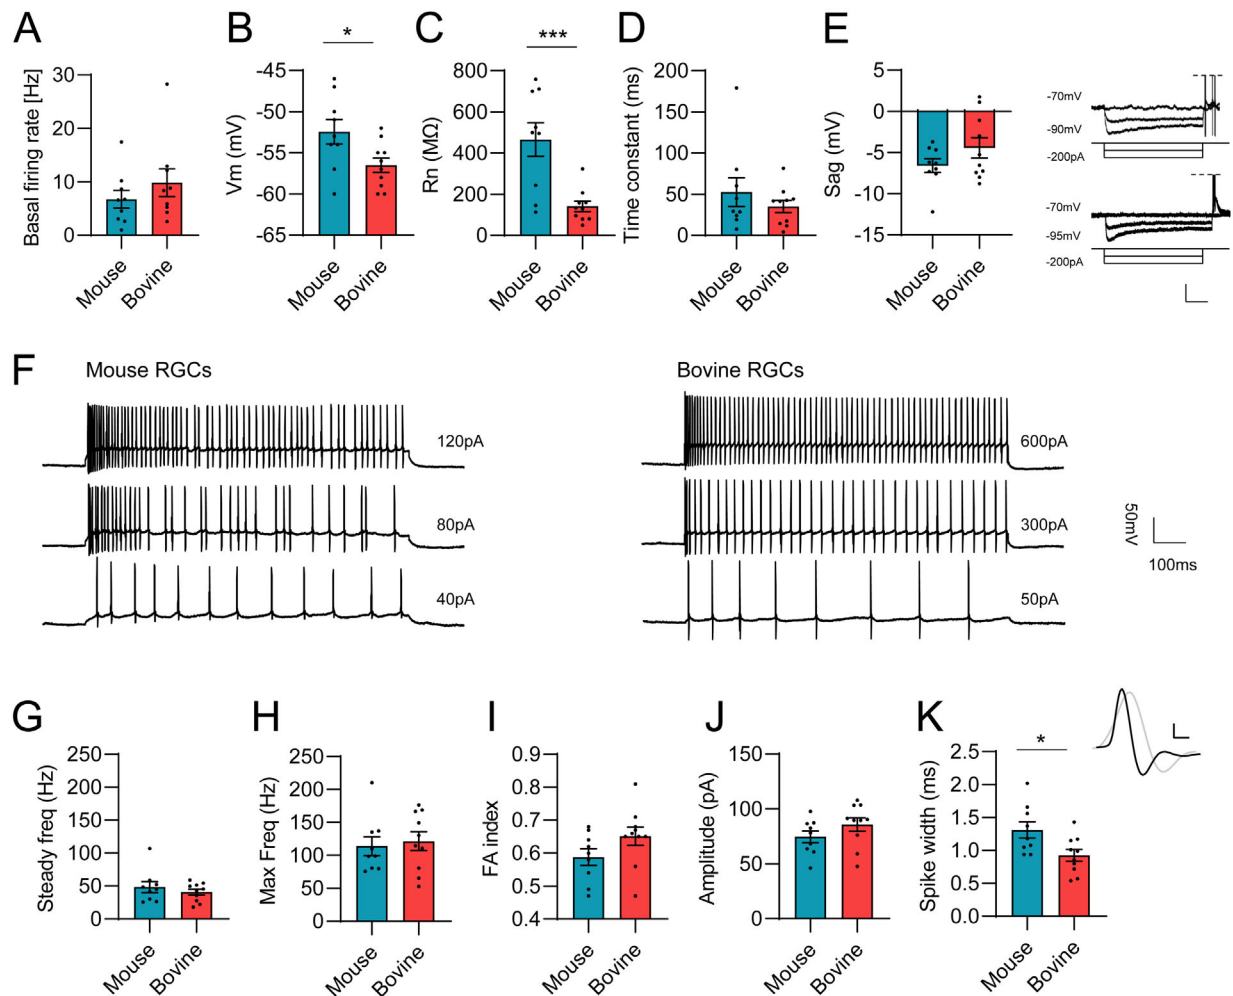 A
B
C
D
E
Basal firing rate [Hz]
30
20
10
0
Mouse
Bovine
*
Vm (mV)
-45
-50
-55
-60
-65
Mouse
Bovine
***
Rn (MΩ)
800
600
400
200
0
Mouse
Bovine
Time constant (ms)
200
150
100
50
0
Mouse
Bovine
Sag (mV)
5
0
-5
-10
-15
Mouse
Bovine
-70mV
-90mV
-200pA
-70mV
-95mV
-200pA
F
Mouse RGCs
120pA
80pA
40pA
Bovine RGCs
600pA
300pA
50pA
50mV
100ms
G
H
I
J
K
Steady freq (Hz)
250
200
150
100
50
0
Mouse
Bovine
Max Freq (Hz)
250
200
150
100
50
0
Mouse
Bovine
FA index
0.9
0.8
0.7
0.6
0.5
0.4
Mouse
Bovine
Amplitude (pA)
150
100
50
0
Mouse
Bovine
*
Spike width (ms)
2.5
2.0
1.5
1.0
0.5
0.0
Mouse
Bovine